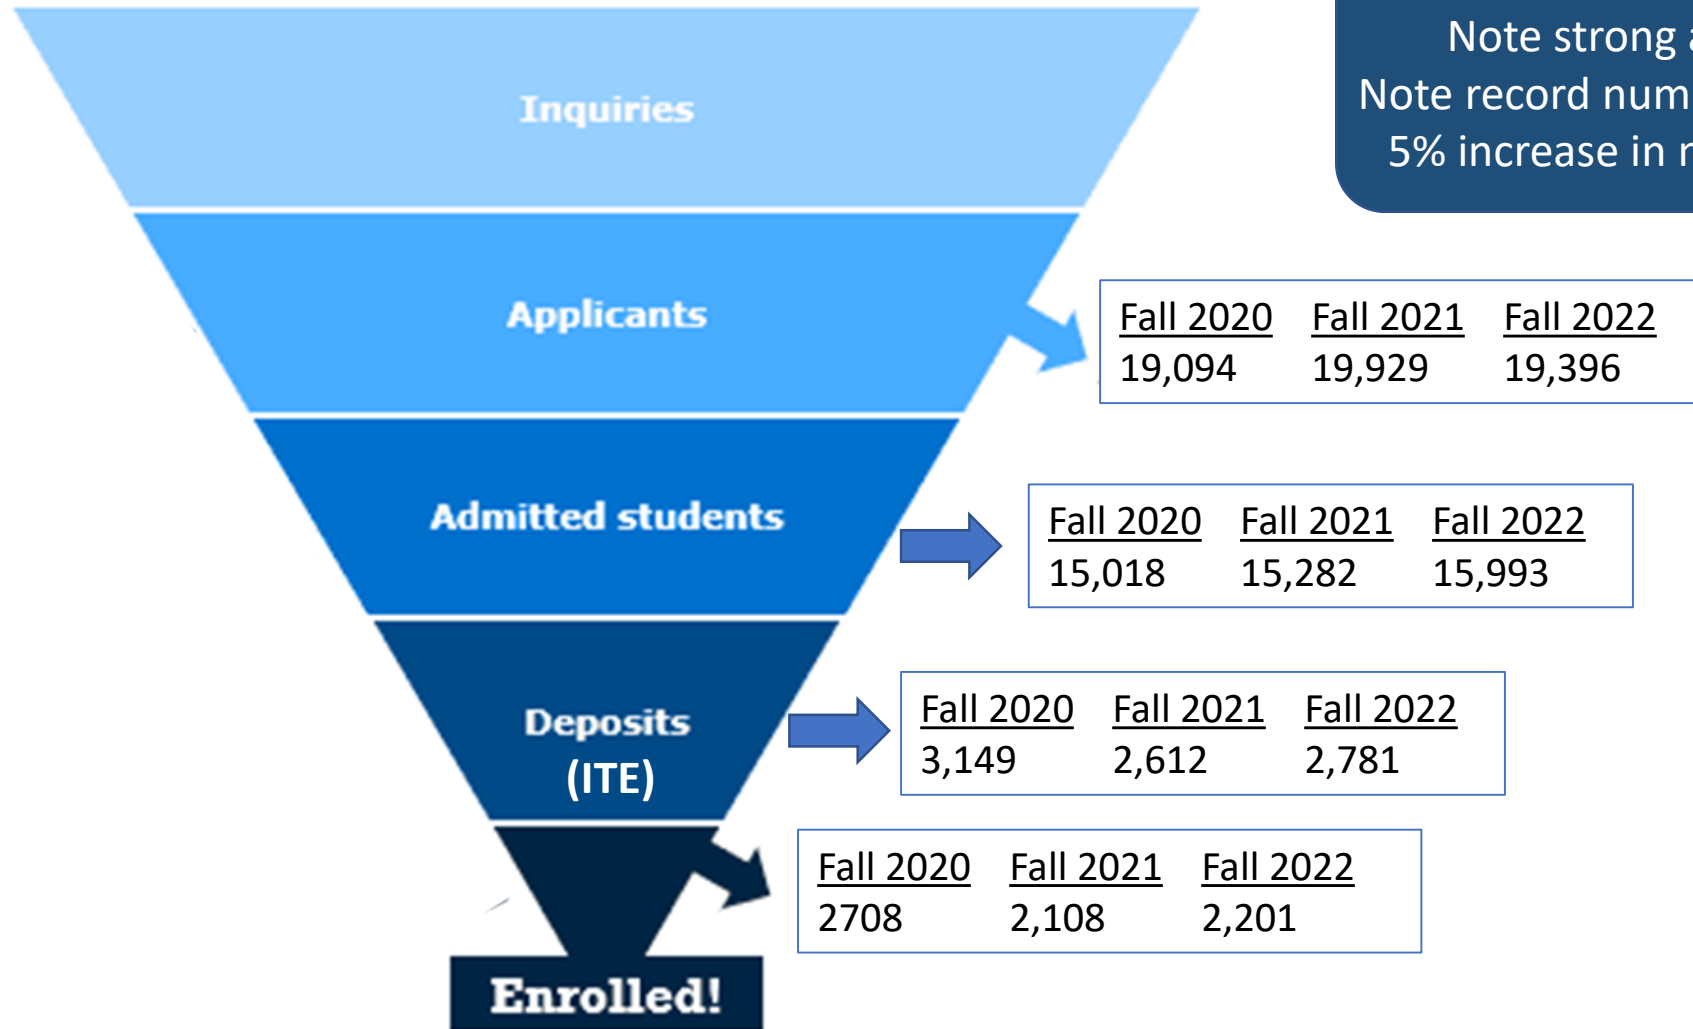 Note strong
Note record num
5% increase in
Inquiries
Applicants
Fall 2020 Fall 2021 Fall 2022
19,094 19,929 19,396
Admitted students
Fall 2020 Fall 2021 Fall 2022
15,018 15,282 15,993
Deposits
(ITE)
Fall 2020 Fall 2021 Fall 2022
3,149 2,612 2,781
Fall 2020 Fall 2021 Fall 2022
2708 2,108 2,201
Enrolled!